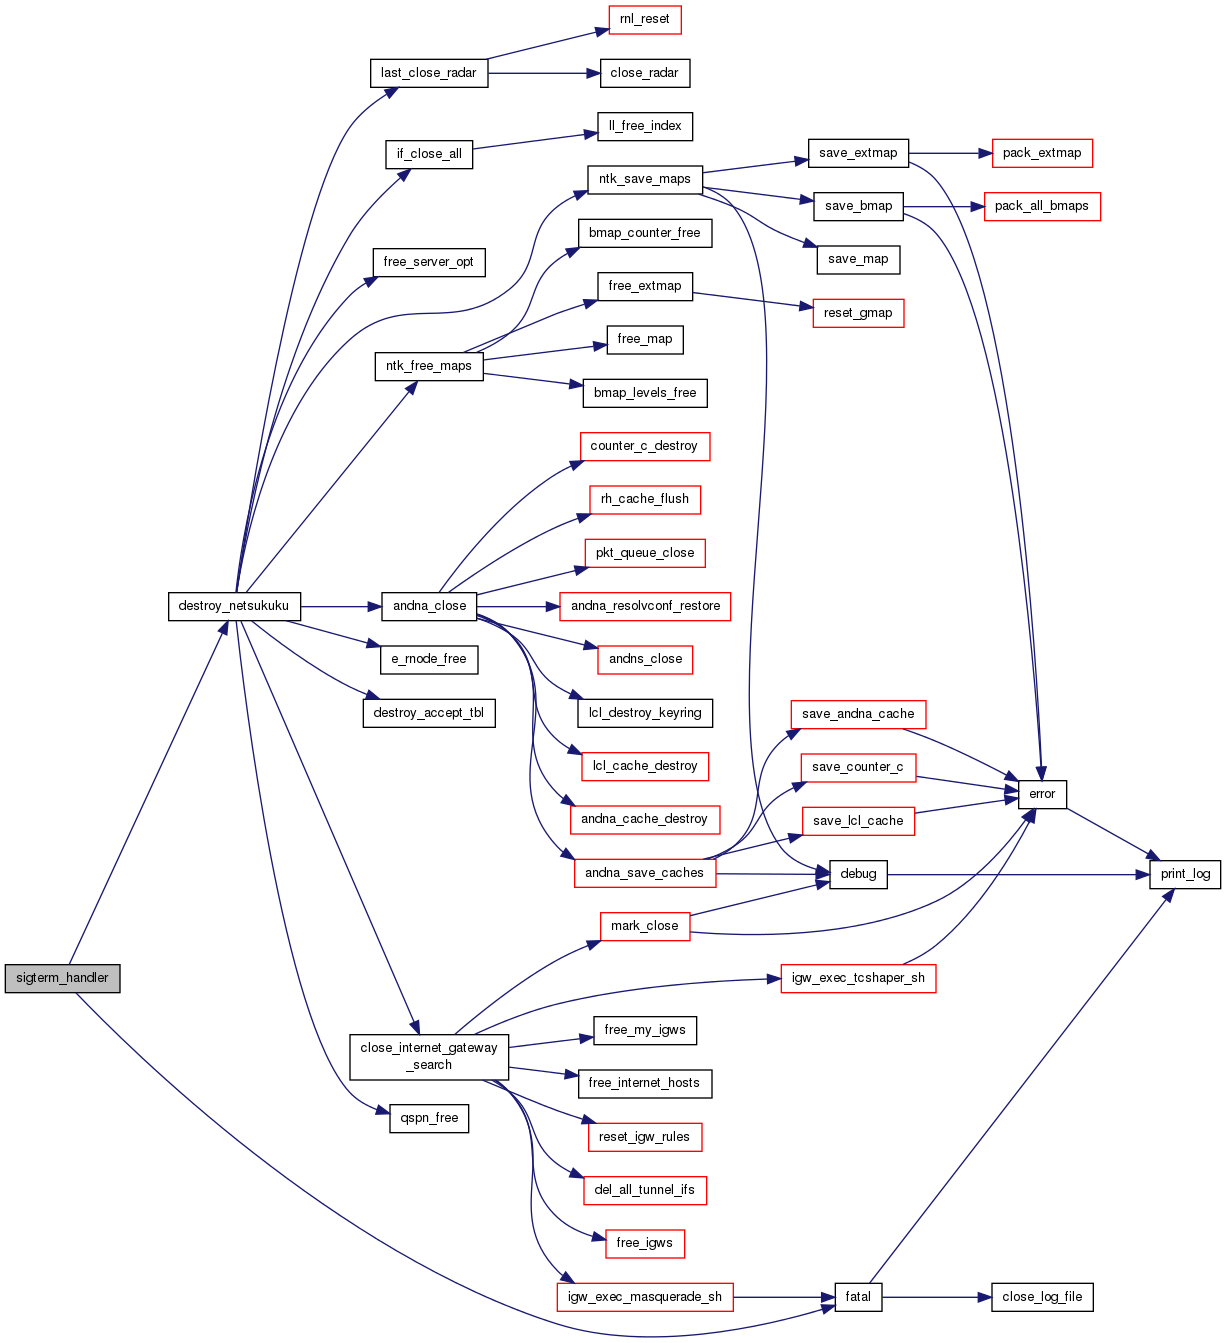 rnl_reset
last_close_radar
close_radar
ll_free_index
if_close_all
save_extmap
pack_extmap
ntk_save_maps
save_bmap
pack_all_bmaps
bmap_counter_free
free_server_opt
save_map
free_extmap
reset_gmap
free_map
ntk_free_maps
bmap_levels_free
counter_c_destroy
rh_cache_flush
pkt_queue_close
destroy_netsukuku
andna_close
andna_resolvconf_restore
e_rnode_free
andns_close
destroy_accept_tbl
lcl_destroy_keyring
save_andna_cache
lcl_cache_destroy
save_counter_c
error
andna_cache_destroy
save_lcl_cache
andna_save_caches
debug
print_log
mark_close
sigterm_handler
igw_exec_tcshaper_sh
free_my_igws
close_internet_gateway
_search
free_internet_hosts
qspn_free
reset_igw_rules
del_all_tunnel_ifs
free_igws
igw_exec_masquerade_sh
fatal
close_log_file